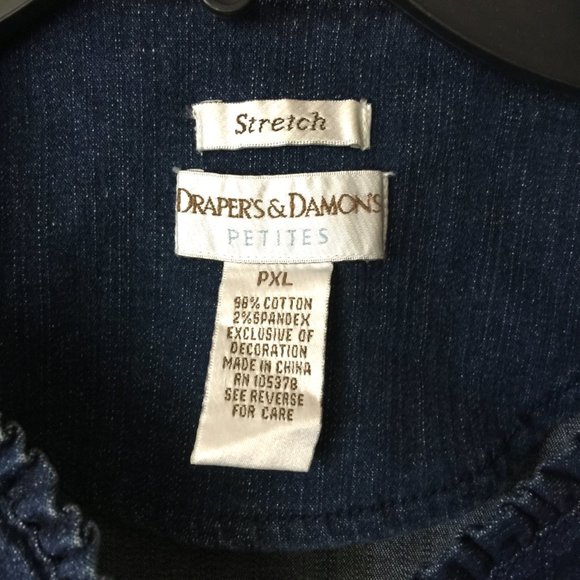 Stretch
DRAPER'S & DAMON'S
PETITES
PXL
98% COTTON
2% SPANDEX
EXCLUSIVE OF
DECORATION
MADE IN CHINA
RN 105378
SEE REVERSE
FOR CARE